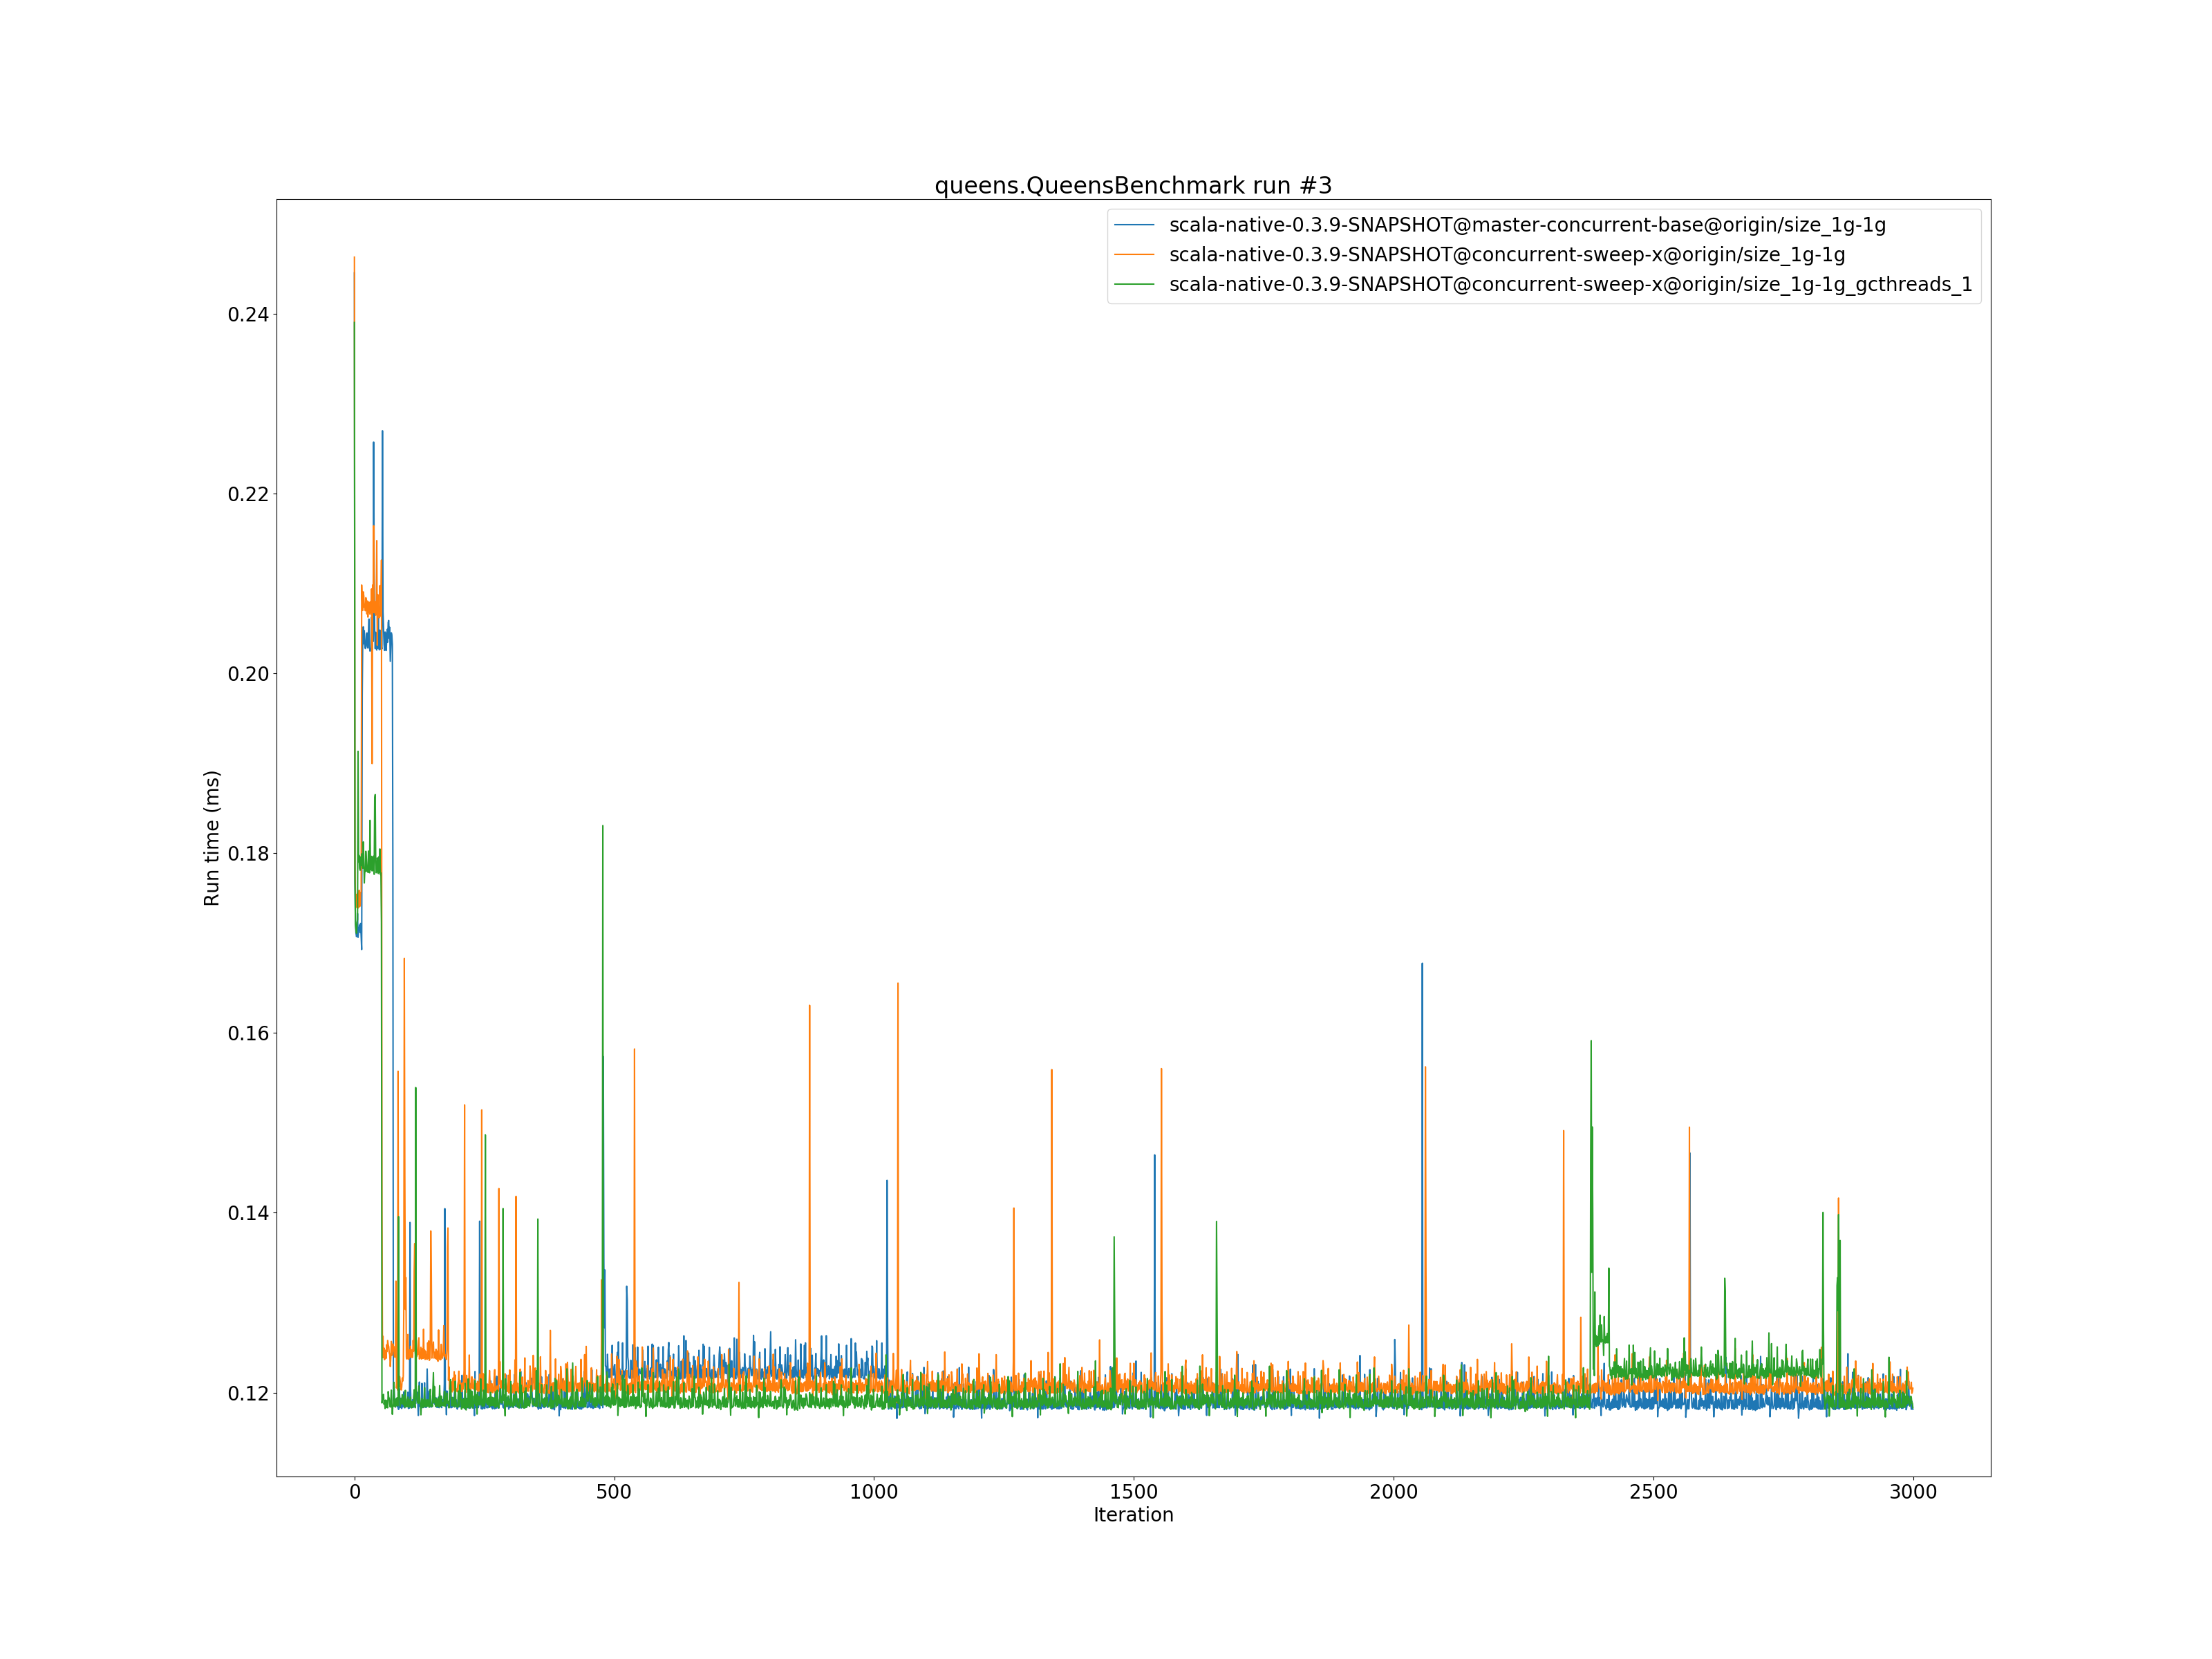 queens.QueensBenchmark run #3
scala-native-0.3.9-SNAPSHOT@master-concurrent-base@origin/size_1g-1g
scala-native-0.3.9-SNAPSHOT@concurrent-sweep-x@origin/size_1g-1g
scala-native-0.3.9-SNAPSHOT@concurrent-sweep-x@origin/size_1g-1g_gcthreads_1
Run time (ms)
0.24
0.22
0.20
0.18
0.16
0.14
0.12
0 500 1000 1500 2000 2500 3000
Iteration